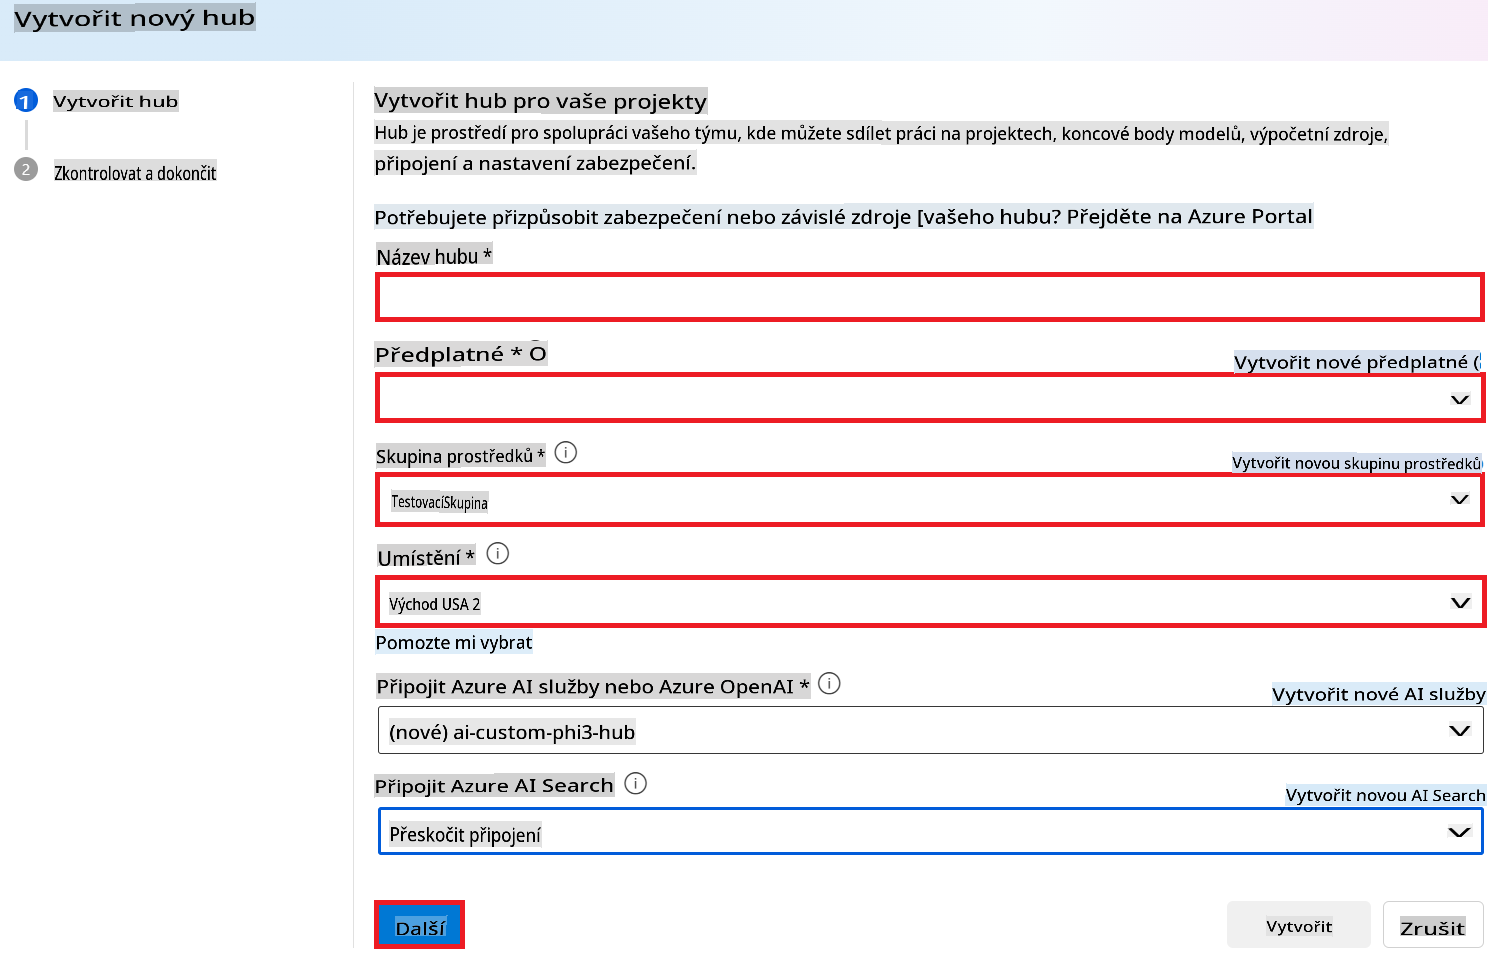 Vytvořit nový hub
1 Vytvořit hub
2 Zkontrolovat a dokončit
Vytvořit hub pro vaše projekty
Hub je prostředí pro spolupráci vašeho týmu, kde můžete sdílet práci na projektech, koncové body modelů, výpočetní zdroje,
připojení a nastavení zabezpečení.
Potřebujete přizpůsobit zabezpečení nebo závislé zdroje [vašeho hubu? Přejděte na Azure Portal
Název hubu *
Předplatné * O
Vytvořit nové předplatné (
Skupina prostředků *
Vytvořit novou skupinu prostředků
TestovacíSkupina
Umístění *
Východ USA 2
Pomozte mi vybrat
Připojit Azure AI služby nebo Azure OpenAI *
Vytvořit nové AI služby
(nové) ai-custom-phi3-hub
Připojit Azure AI Search
Vytvořit novou AI Search
Přeskočit připojení
Další
Vytvořit
Zrušit